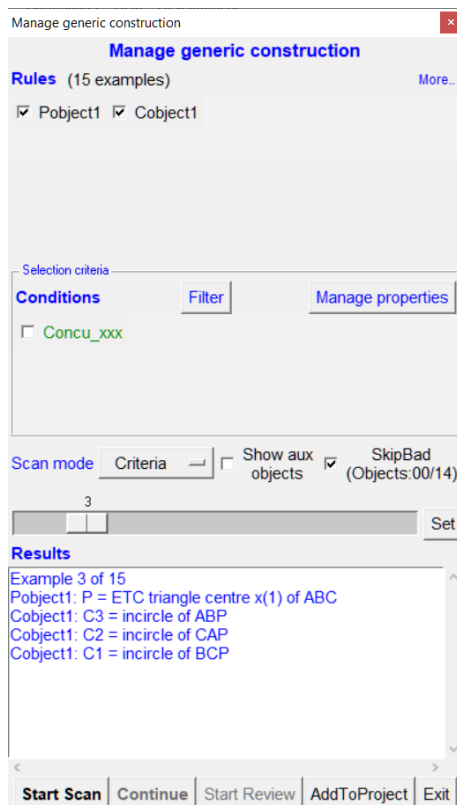 Manage generic construction
×
Manage generic construction
Rules (15 examples) More..
Pobject1 Cobject1
Selection criteria
Conditions Filter Manage properties
Concu_xxx
Scan mode Criteria Show aux objects SkipBad (Objects:00/14)
3
Set
Results
Example 3 of 15
Pobject1: P = ETC triangle centre x(1) of ABC
Cobject1: C3 = incircle of ABP
Cobject1: C2 = incircle of CAP
Cobject1: C1 = incircle of BCP
Start Scan Continue Start Review AddToProject Exit